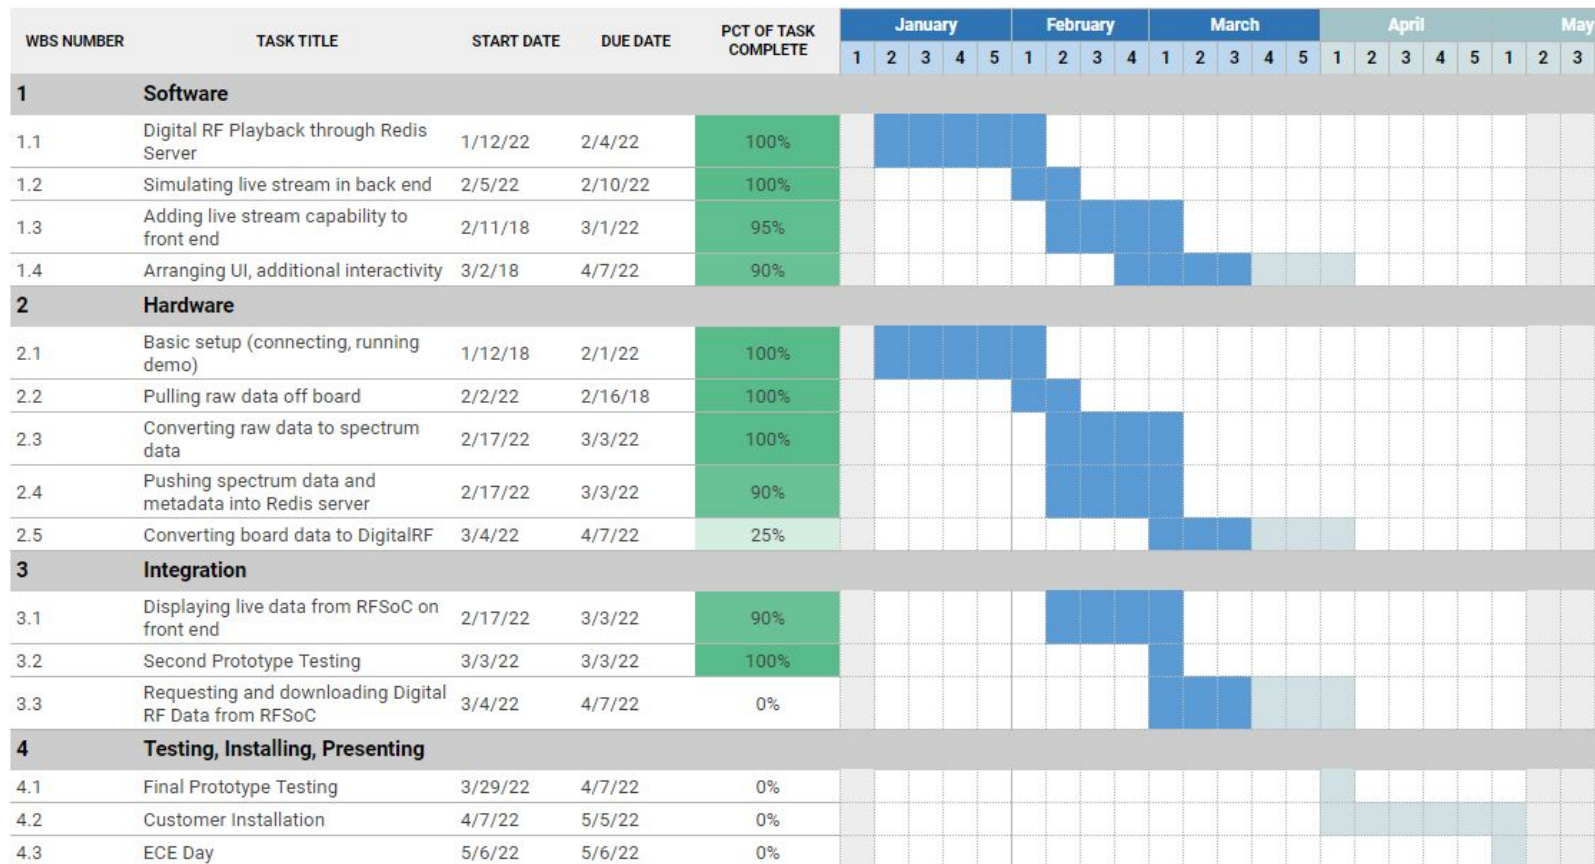 WBS NUMBER TASK TITLE START DATE DUE DATE PCT OF TASK COMPLETE January February March April May
1 2 3 4 5 1 2 3 4 1 2 3 4 5 1 2 3 4 5 1 2 3
1 Software
1.1 Digital RF Playback through Redis Server 1/12/22 2/4/22 100%
1.2 Simulating live stream in back end 2/5/22 2/10/22 100%
1.3 Adding live stream capability to front end 2/11/18 3/1/22 95%
1.4 Arranging UI, additional interactivity 3/2/18 4/7/22 90%
2 Hardware
2.1 Basic setup (connecting, running demo) 1/12/18 2/1/22 100%
2.2 Pulling raw data off board 2/2/22 2/16/18 100%
2.3 Converting raw data to spectrum data 2/17/22 3/3/22 100%
2.4 Pushing spectrum data and metadata into Redis server 2/17/22 3/3/22 90%
2.5 Converting board data to DigitalRF 3/4/22 4/7/22 25%
3 Integration
3.1 Displaying live data from RFSoC on front end 2/17/22 3/3/22 90%
3.2 Second Prototype Testing 3/3/22 3/3/22 100%
3.3 Requesting and downloading Digital RF Data from RFSoC 3/4/22 4/7/22 0%
4 Testing, Installing, Presenting
4.1 Final Prototype Testing 3/29/22 4/7/22 0%
4.2 Customer Installation 4/7/22 5/5/22 0%
4.3 ECE Day 5/6/22 5/6/22 0%